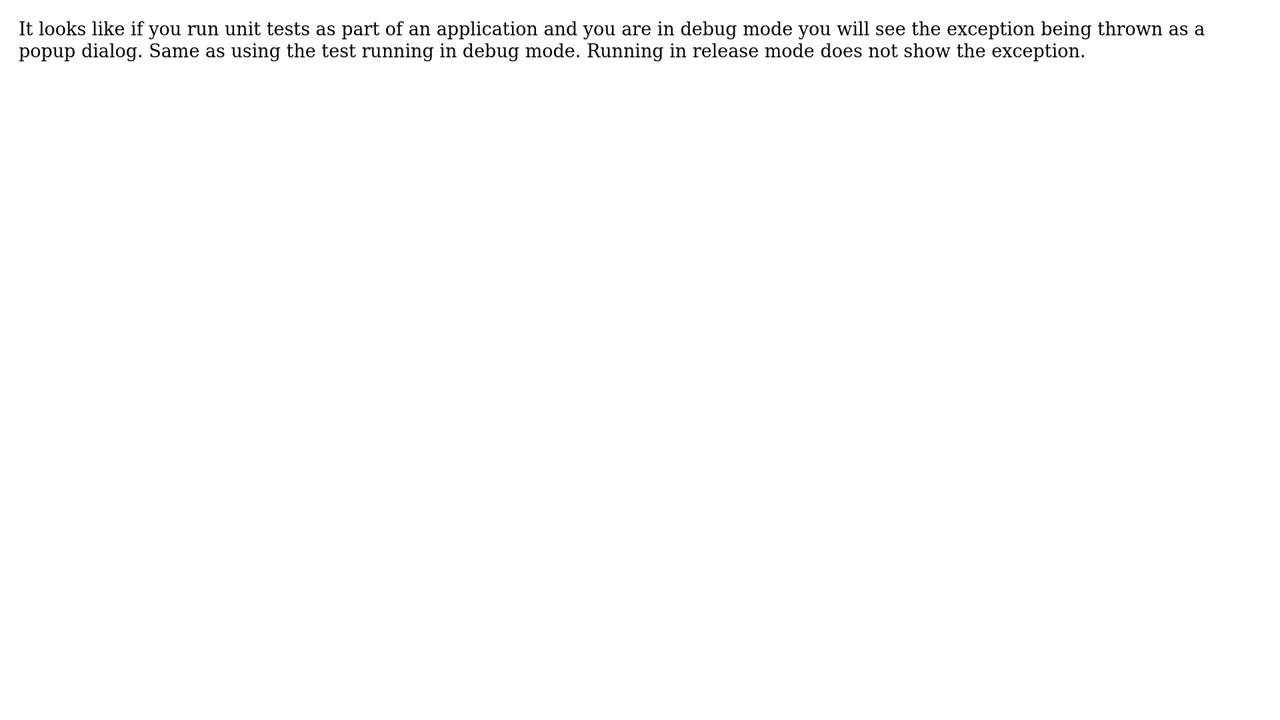 It looks like if you run unit tests as part of an application and you are in debug mode you will see the exception being thrown as a
popup dialog. Same as using the test running in debug mode. Running in release mode does not show the exception.